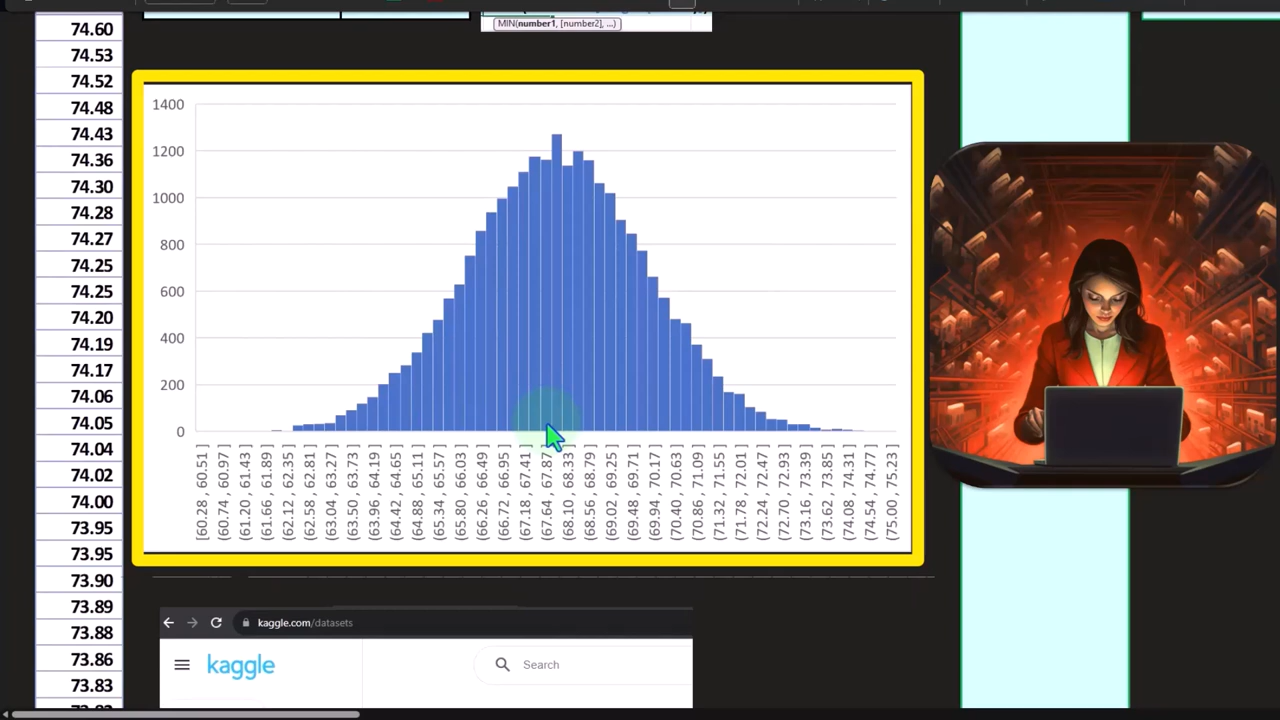 MIN(number1, [number2], ...)
74.60
74.53
74.52
74.48
74.43
74.36
74.30
74.28
74.27
74.25
74.25
74.20
74.19
74.17
74.06
74.05
74.04
74.02
74.00
73.95
73.95
73.90
73.89
73.88
73.86
73.83
1400
1200
1000
800
600
400
200
0
[60.28 , 60.51]
(60.74 , 60.97]
(61.20 , 61.43]
(61.66 , 61.89]
(62.12 , 62.35]
(62.58 , 62.81]
(63.04 , 63.27]
(63.50 , 63.73]
(63.96 , 64.19]
(64.42 , 64.65]
(64.88 , 65.11]
(65.34 , 65.57]
(65.80 , 66.03]
(66.26 , 66.49]
(66.72 , 66.95]
(67.18 , 67.41]
(67.64 , 67.87]
(68.10 , 68.33]
(68.56 , 68.79]
(69.02 , 69.25]
(69.48 , 69.71]
(69.94 , 70.17]
(70.40 , 70.63]
(70.86 , 71.09]
(71.32 , 71.55]
(71.78 , 72.01]
(72.24 , 72.47]
(72.70 , 72.93]
(73.16 , 73.39]
(73.62 , 73.85]
(74.08 , 74.31]
(74.54 , 74.77]
(75.00 , 75.23]
kaggle.com/datasets
kaggle
Search